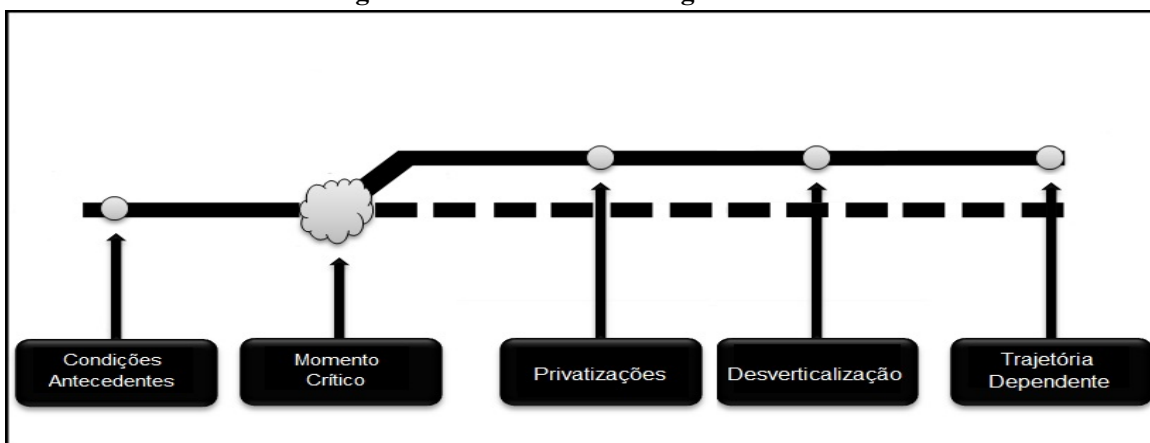 Condições
Antecedentes
Momento
Crítico
Privatizações
Desverticalização
Trajetória
Dependente